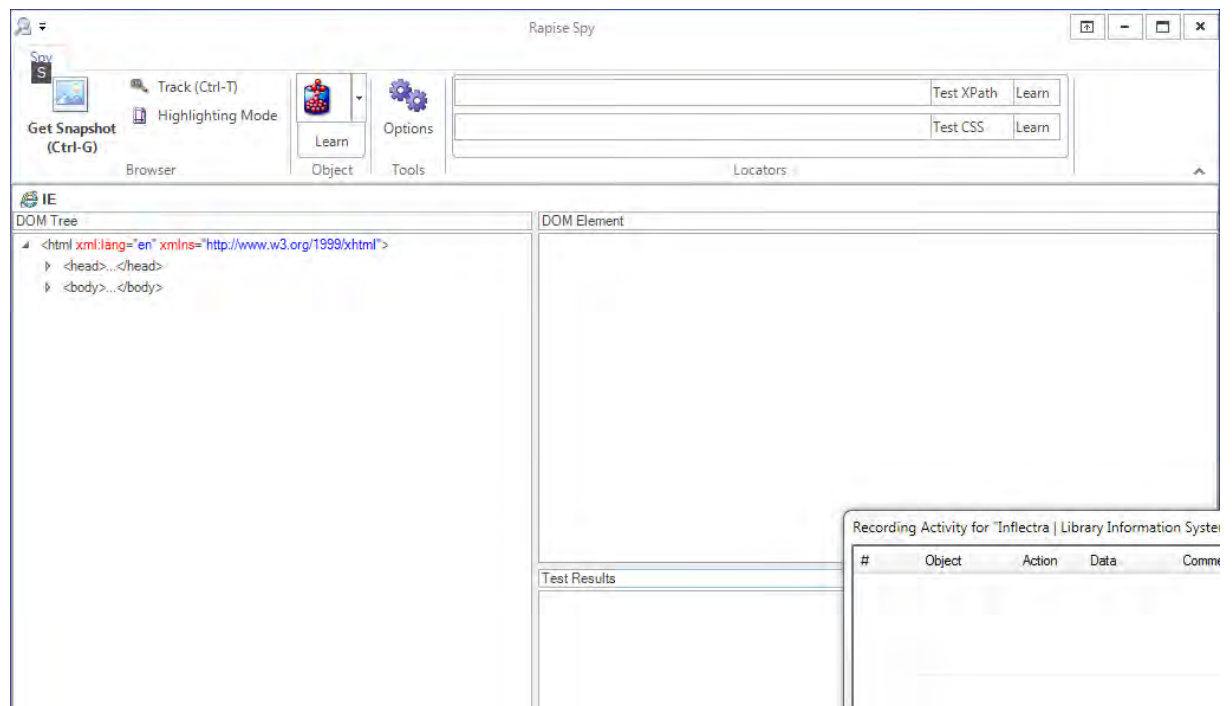 Rapise Spy
Spy
S
Get Snapshot
(Ctrl-G)
Track (Ctrl-T)
Highlighting Mode
Browser
Learn
Object
Options
Tools
Test XPath Learn
Test CSS Learn
Locators
IE
DOM Tree
<html xml:lang="en" xmlns="http://www.w3.org/1999/xhtml">
<head>...</head>
<body>...</body>
DOM Element
Test Results
Recording Activity for "Inflectra | Library Information Syste
# Object Action Data Comme